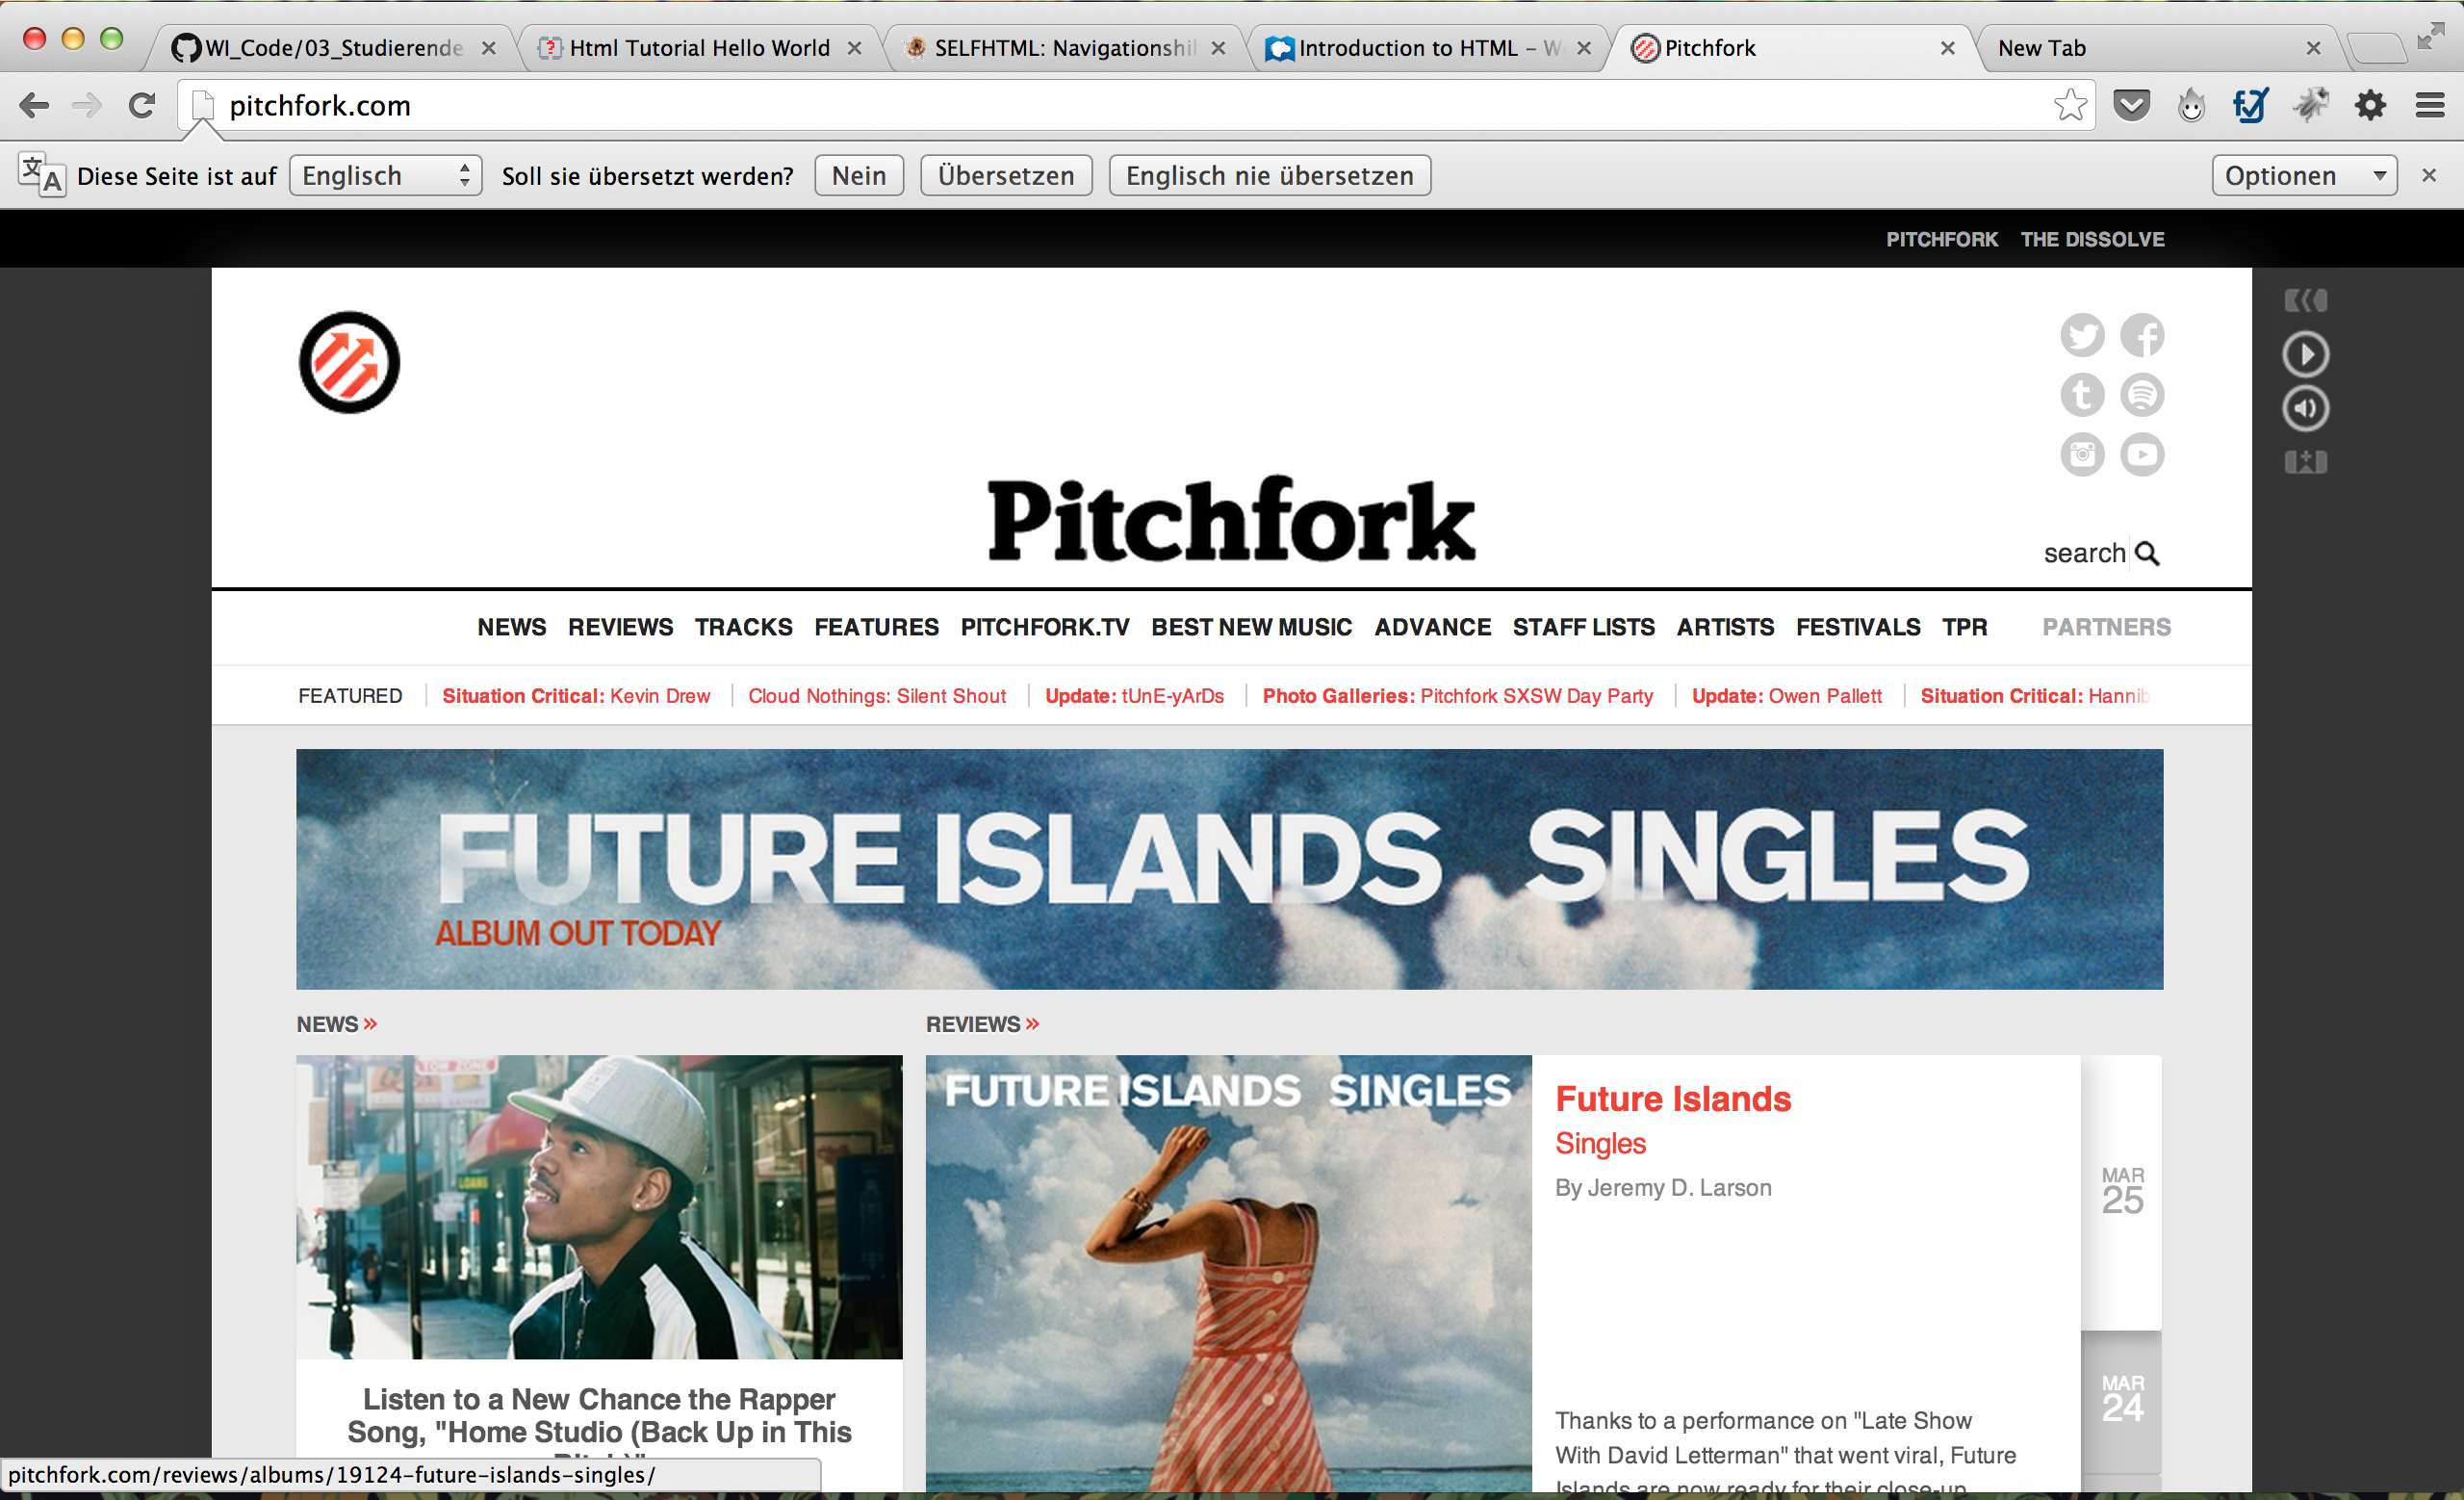 WI_Code/03_Studierende
Html Tutorial Hello World
SELFHTML: Navigationshil
Introduction to HTML – W
Pitchfork
New Tab
pitchfork.com
Diese Seite ist auf Englisch Soll sie übersetzt werden? Nein Übersetzen Englisch nie übersetzen Optionen
PITCHFORK THE DISSOLVE
Pitchfork
search
NEWS REVIEWS TRACKS FEATURES PITCHFORK.TV BEST NEW MUSIC ADVANCE STAFF LISTS ARTISTS FESTIVALS TPR PARTNERS
FEATURED Situation Critical: Kevin Drew Cloud Nothings: Silent Shout Update: tUnE-yArDs Photo Galleries: Pitchfork SXSW Day Party Update: Owen Pallett Situation Critical: Hannib
FUTURE ISLANDS SINGLES
ALBUM OUT TODAY
NEWS »
REVIEWS »
TOW ZONE
LOANS
Listen to a New Chance the Rapper
Song, "Home Studio (Back Up in This
FUTURE ISLANDS SINGLES
Future Islands
Singles
By Jeremy D. Larson
Thanks to a performance on "Late Show
With David Letterman" that went viral, Future
Islands are now ready for their close-up
MAR
25
MAR
24
pitchfork.com/reviews/albums/19124-future-islands-singles/